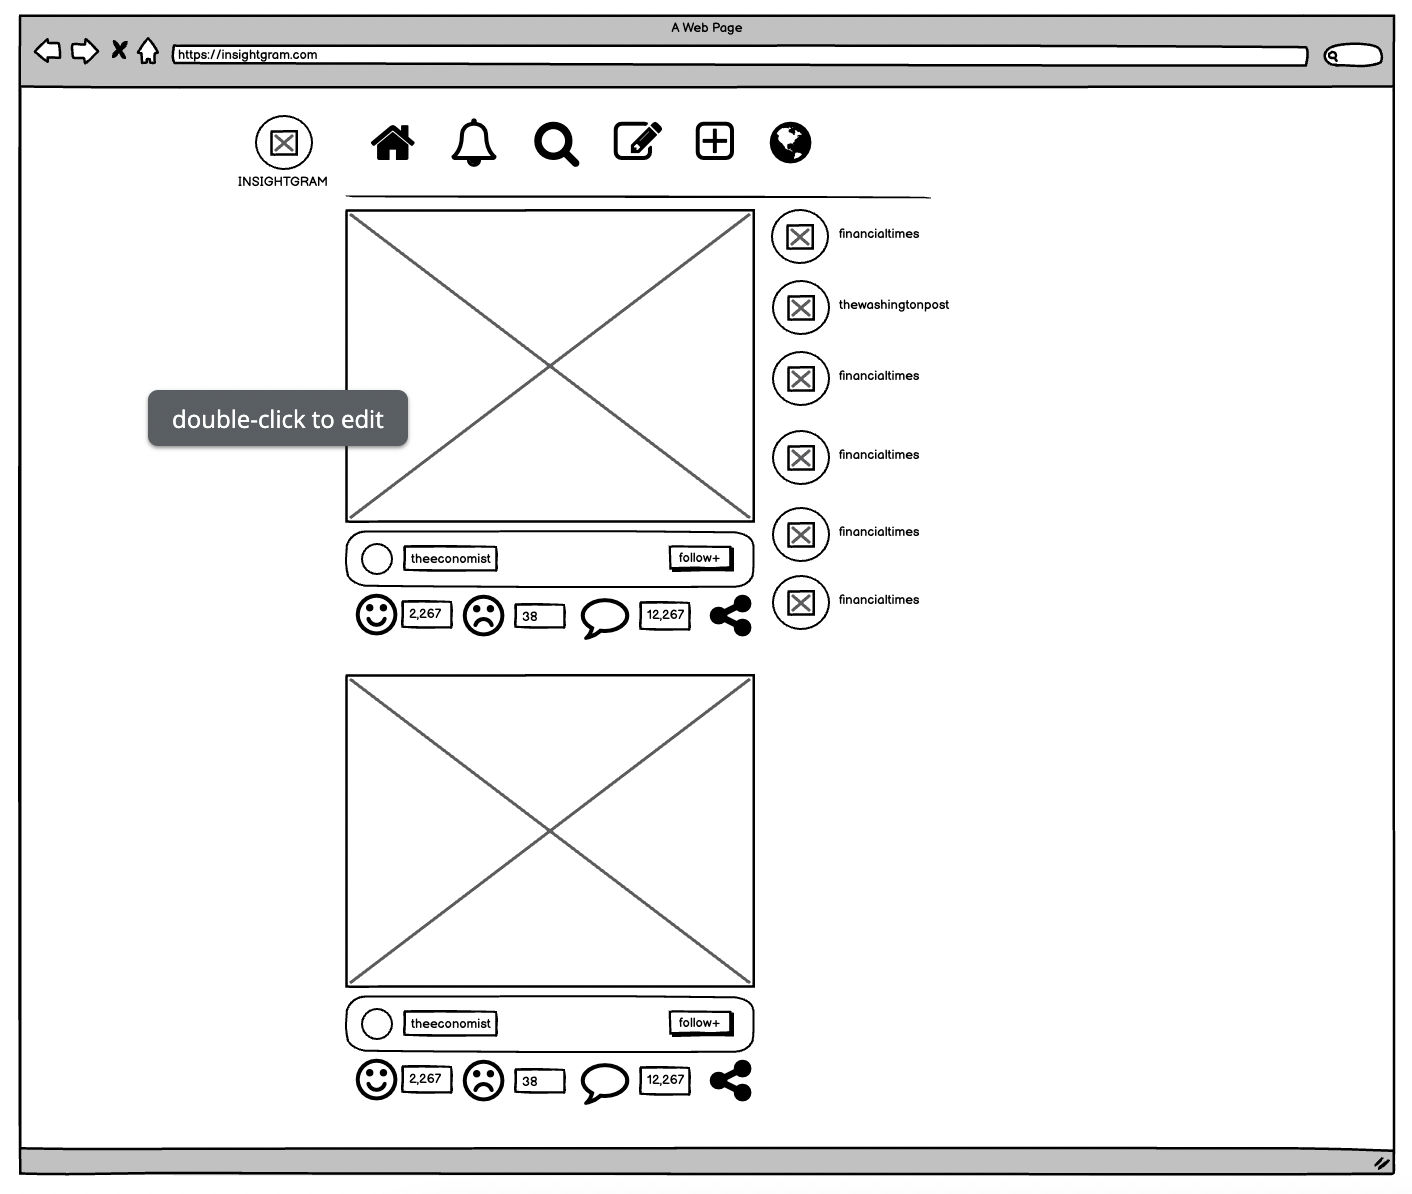 A Web Page
https://insightgram.com
INSIGHTGRAM
financialtimes
thewashingtonpost
financialtimes
double-click to edit
financialtimes
financialtimes
financialtimes
theeconomist
follow+
2,267
38
12,267
theeconomist
follow+
2,267
38
12,267